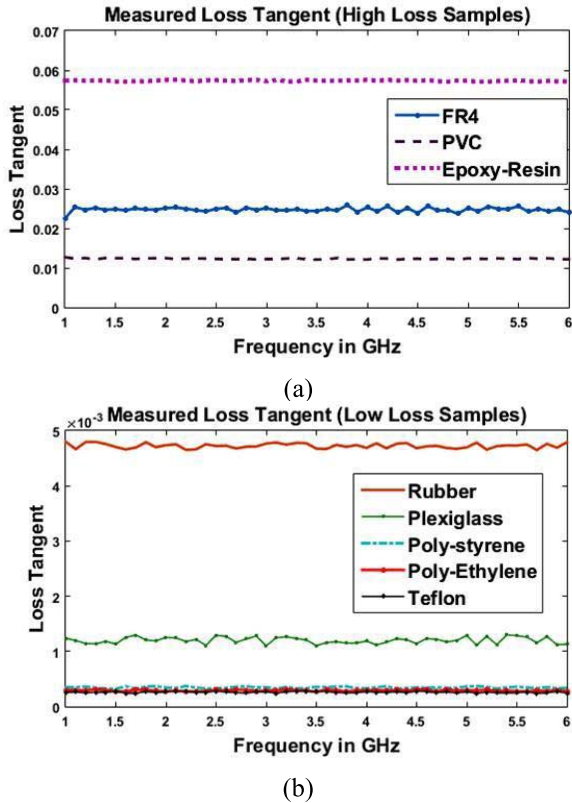 Measured Loss Tangent (High Loss Samples)
0.07
0.06
0.05
0.04
0.03
0.02
0.01
0
Loss Tangent
FR4
PVC
Epoxy-Resin
1 1.5 2 2.5 3 3.5 4 4.5 5 5.5 6
Frequency in GHz
(a)
×10⁻³ Measured Loss Tangent (Low Loss Samples)
5
4
3
2
1
0
Loss Tangent
Rubber
Plexiglass
Poly-styrene
Poly-Ethylene
Teflon
1 1.5 2 2.5 3 3.5 4 4.5 5 5.5 6
Frequency in GHz
(b)